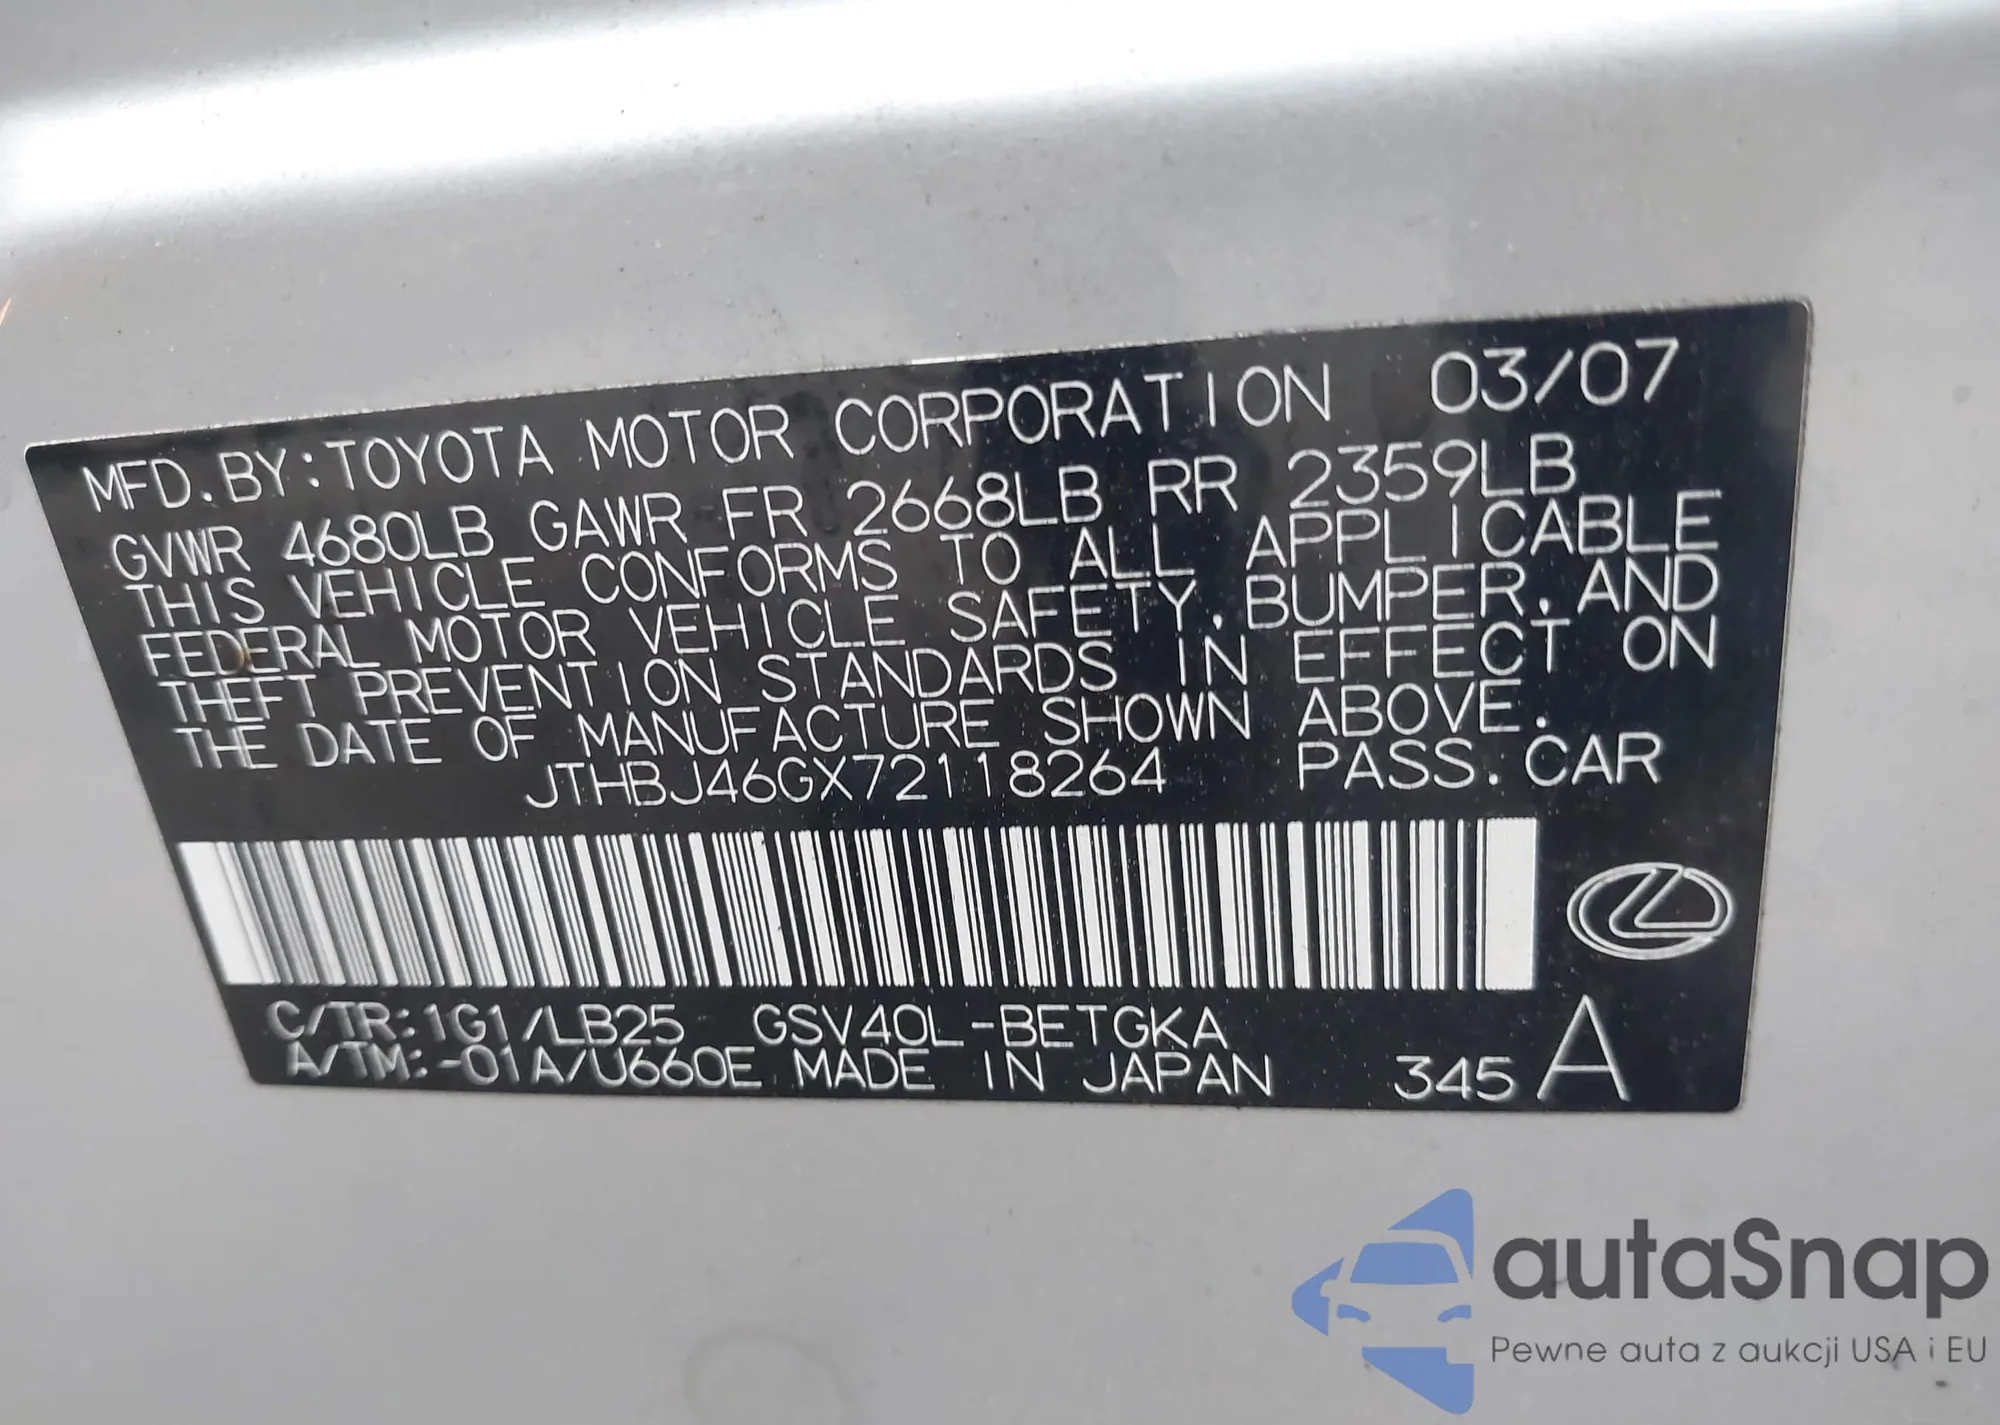 MFD. BY: TOYOTA MOTOR CORPORATION 03/07
GVWR 4680LB GAWR FR 2668LB RR 2359LB
THIS VEHICLE CONFORMS TO ALL APPLICABLE
FEDERAL MOTOR VEHICLE SAFETY, BUMPER, AND
THEFT PREVENTION STANDARDS IN EFFECT ON
THE DATE OF MANUFACTURE SHOWN ABOVE.
JTHBJ46GX72118264 PASS. CAR
C/TR: 1G1/LB25 GSV40L-BETGKA
A/TM: -01A/U660E MADE IN JAPAN 345 A
autaSnap
Pewne auta z aukcji USA i EU